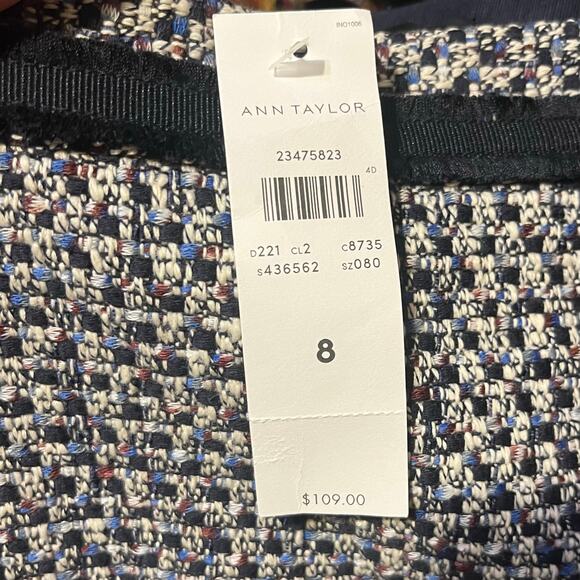 INO1006
ANN TAYLOR
23475823
4D
D221 CL2 C8735
S436562 SZ080
8
$109.00